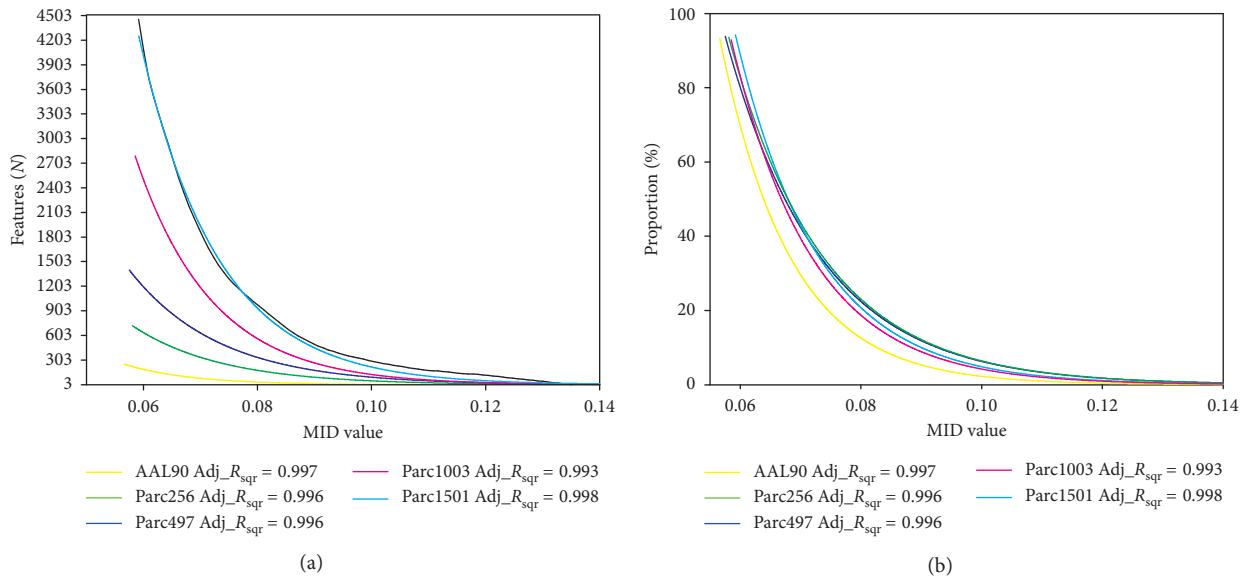 4503
4203
3903
3603
3303
3003
2703
2403
2103
1803
1503
1203
903
603
303
3
Features (N)
0.06 0.08 0.10 0.12 0.14
MID value
AAL90 Adj_Rsqr = 0.997
Parc256 Adj_Rsqr = 0.996
Parc497 Adj_Rsqr = 0.996
Parc1003 Adj_Rsqr = 0.993
Parc1501 Adj_Rsqr = 0.998
(a)
100
80
60
40
20
0
Proportion (%)
0.06 0.08 0.10 0.12 0.14
MID value
AAL90 Adj_Rsqr = 0.997
Parc256 Adj_Rsqr = 0.996
Parc497 Adj_Rsqr = 0.996
Parc1003 Adj_Rsqr = 0.993
Parc1501 Adj_Rsqr = 0.998
(b)